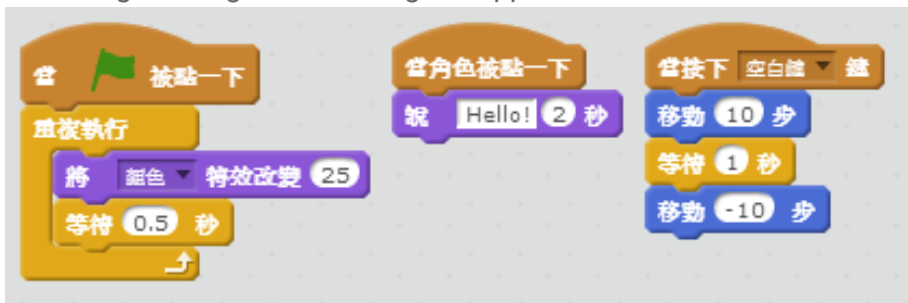 當 被點一下
重複執行
將 顏色 特效改變 25
等待 0.5 秒
當角色被點一下
說 Hello! 2 秒
當接下 空白鍵 鍵
移動 10 步
等待 1 秒
移動 -10 步